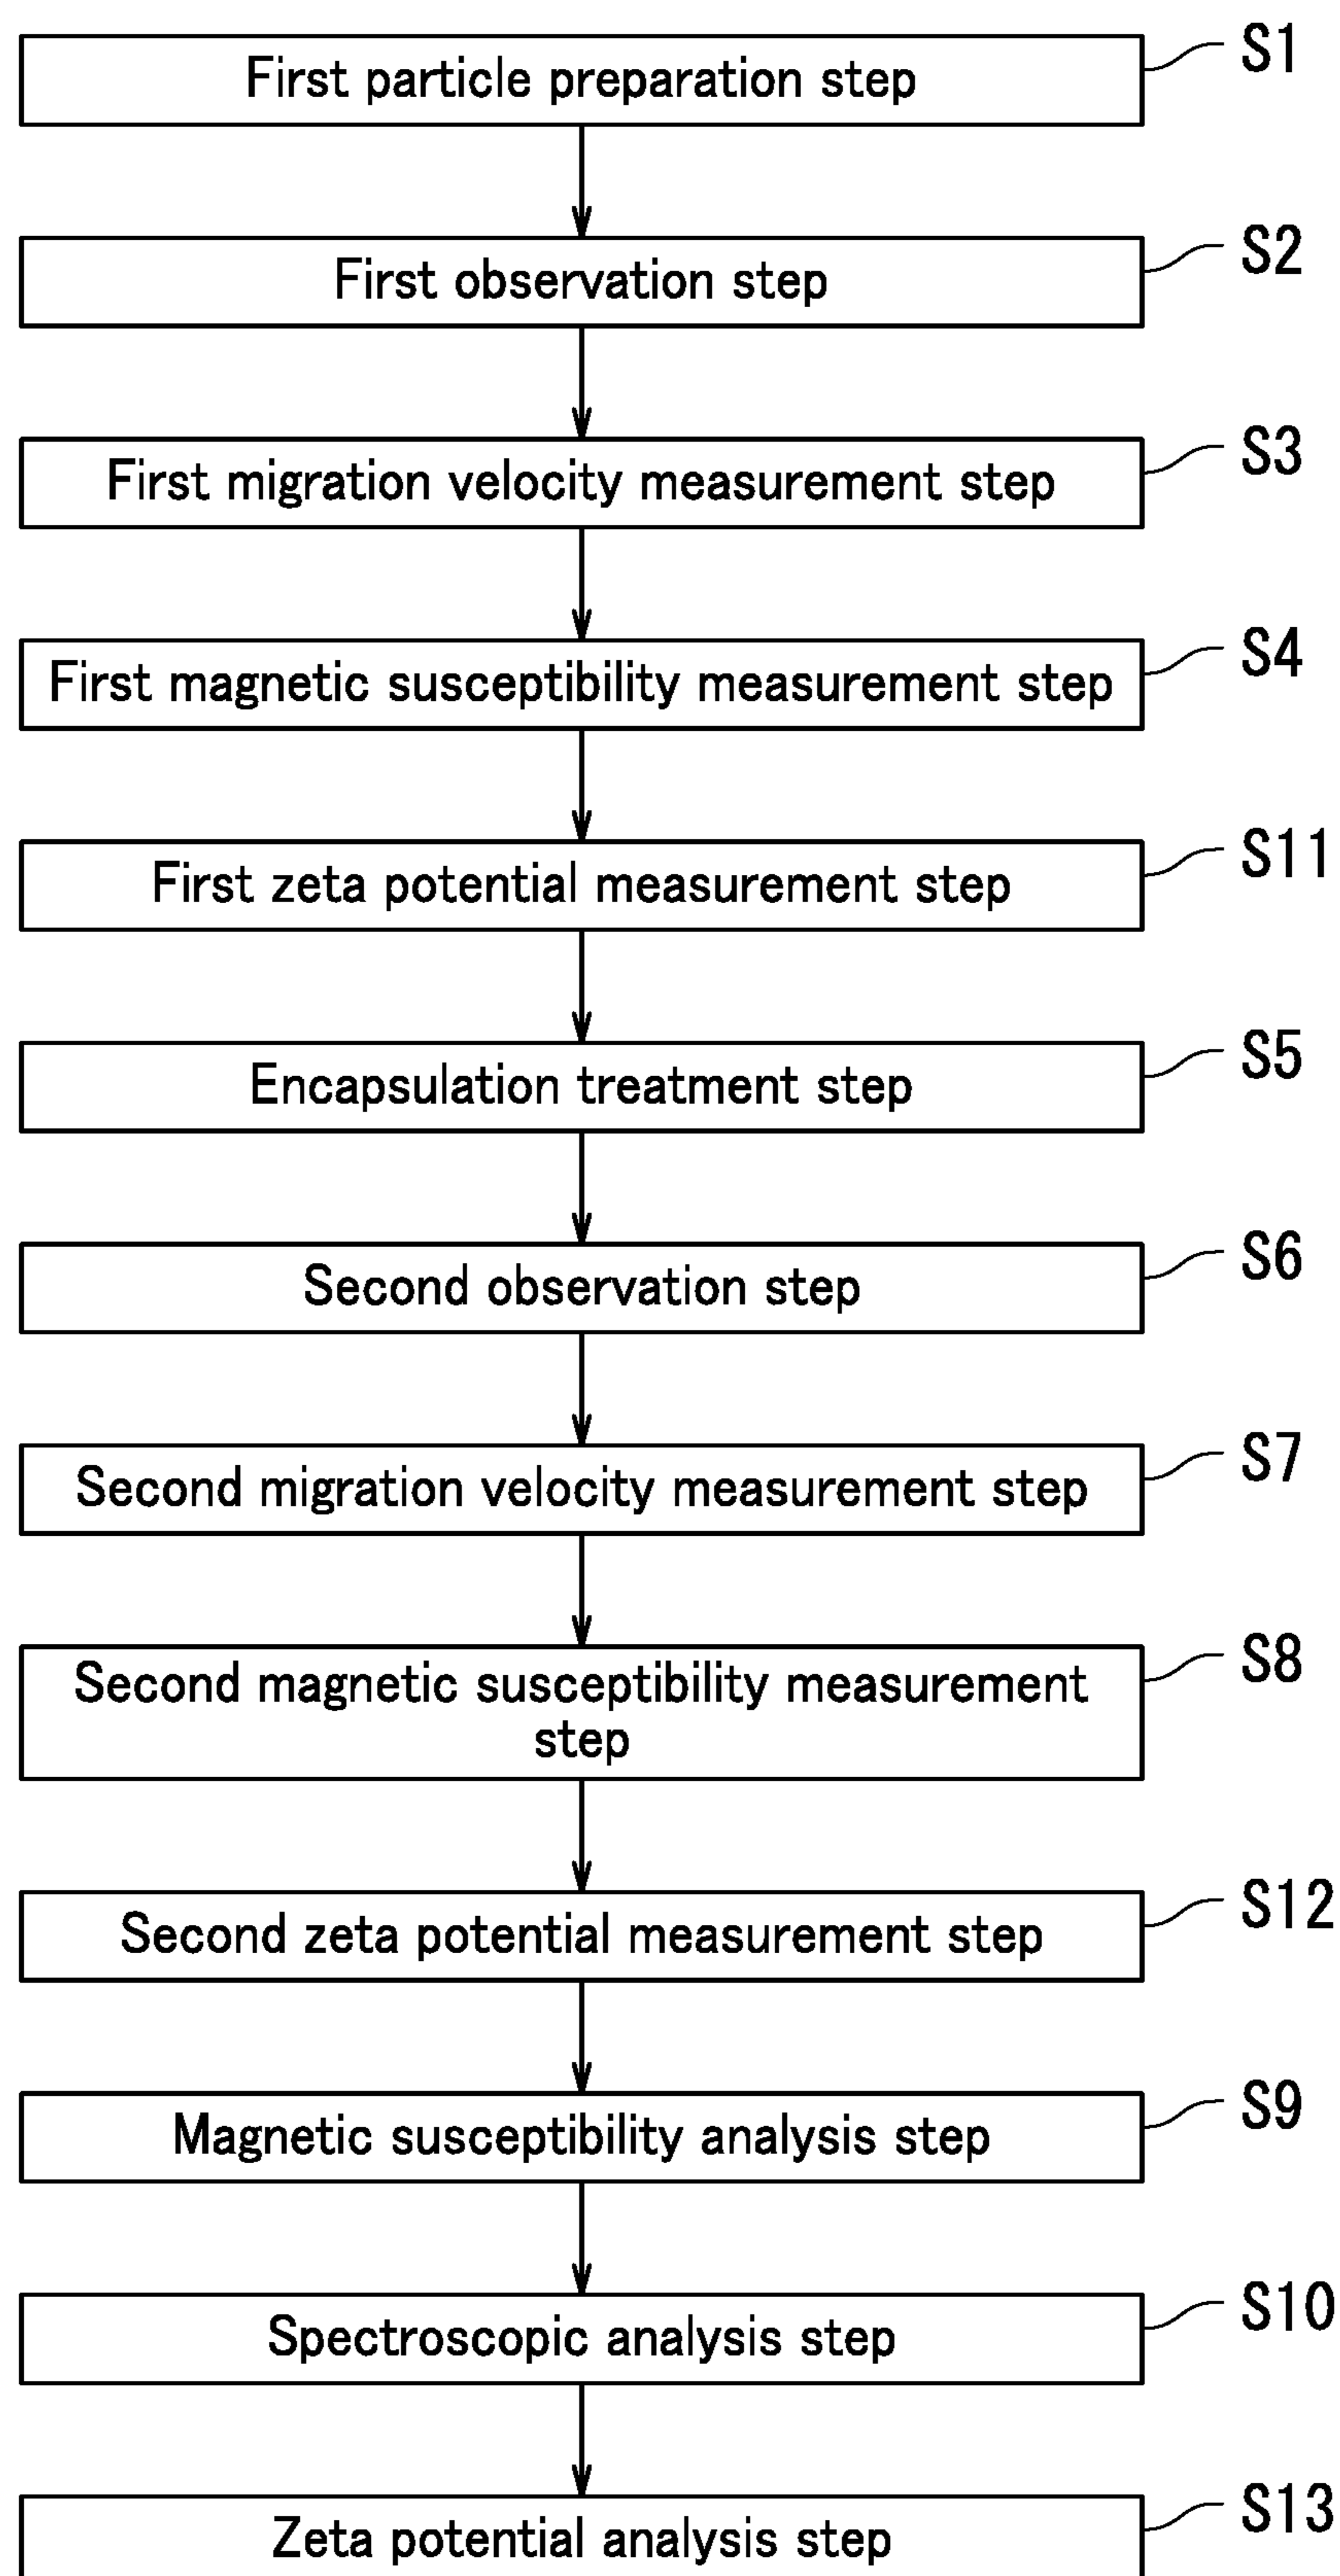 First particle preparation step S1
First observation step S2
First migration velocity measurement step S3
First magnetic susceptibility measurement step S4
First zeta potential measurement step S11
Encapsulation treatment step S5
Second observation step S6
Second migration velocity measurement step S7
Second magnetic susceptibility measurement S8
step
Second zeta potential measurement step S12
Magnetic susceptibility analysis step S9
Spectroscopic analysis step S10
Zeta potential analysis step S13